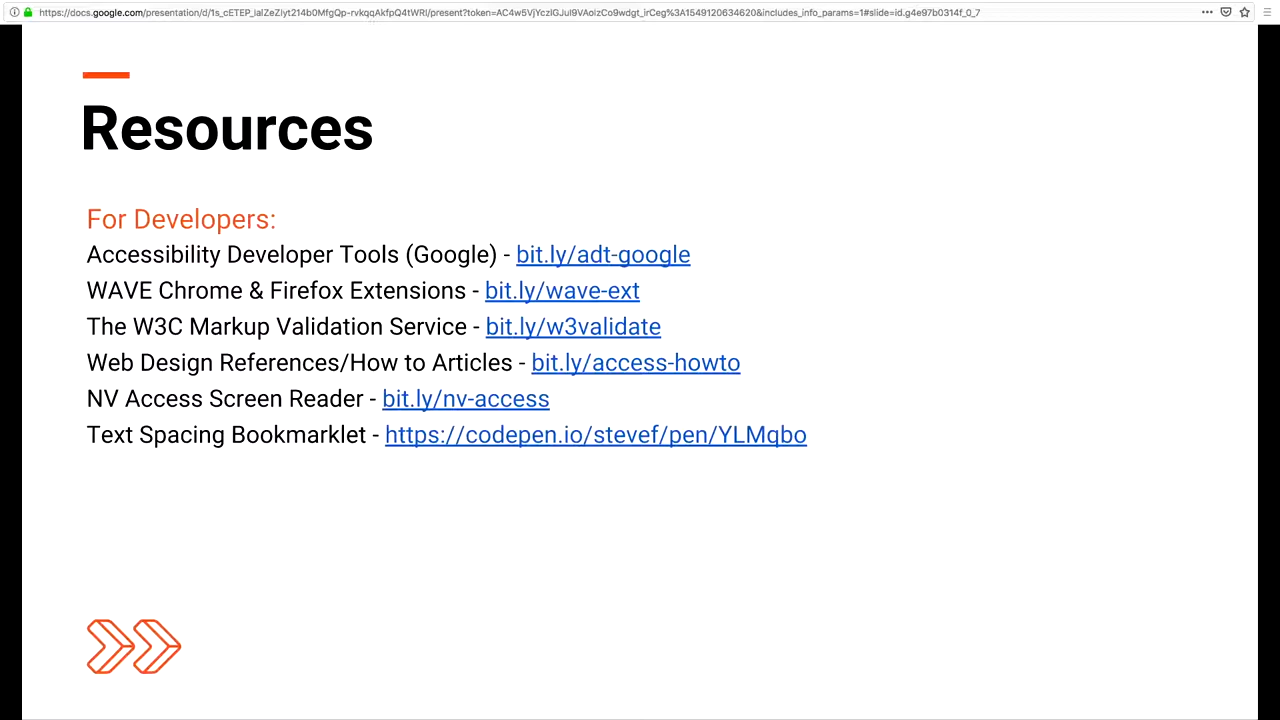 Resources
For Developers:
Accessibility Developer Tools (Google) - bit.ly/adt-google
WAVE Chrome & Firefox Extensions - bit.ly/wave-ext
The W3C Markup Validation Service - bit.ly/w3validate
Web Design References/How to Articles - bit.ly/access-howto
NV Access Screen Reader - bit.ly/nv-access
Text Spacing Bookmarklet - https://codepen.io/stevef/pen/YLMqbo